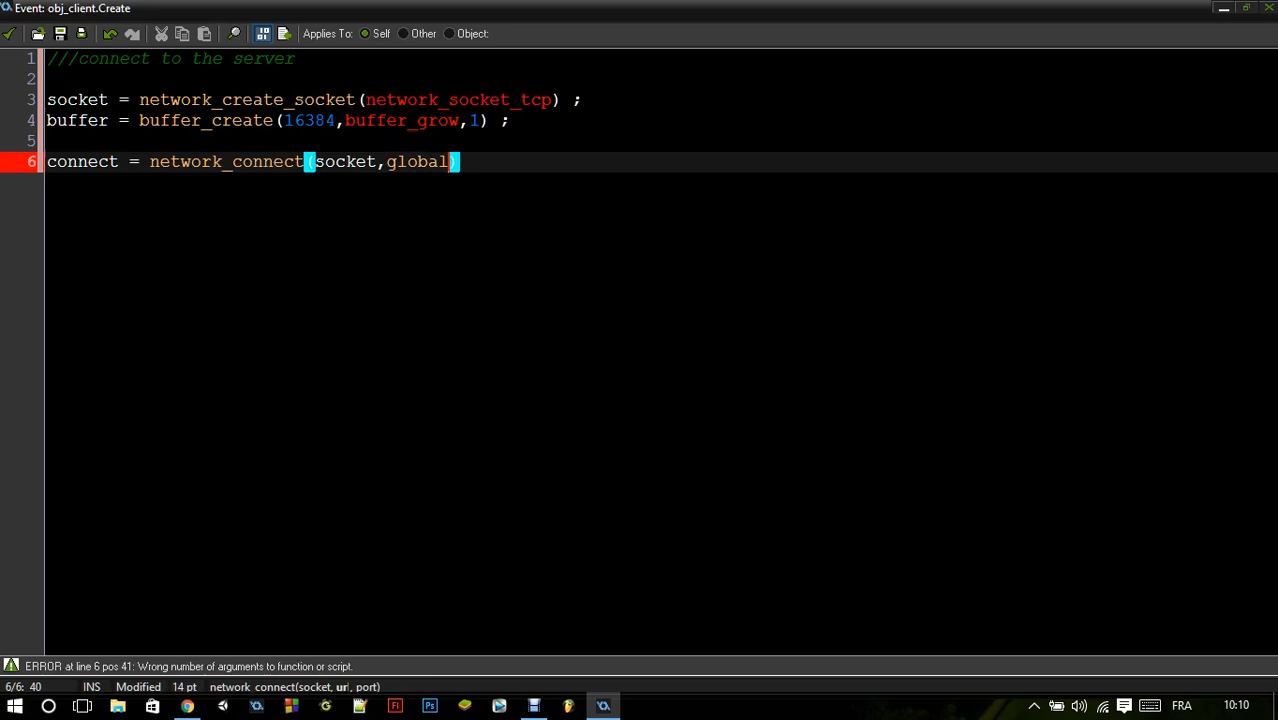 Event: obj_client.Create
Applies To: Self Other Object:
1 ///connect to the server
2
3 socket = network_create_socket(network_socket_tcp) ;
4 buffer = buffer_create(16384,buffer_grow,1) ;
5
6 connect = network_connect(socket,global)
ERROR at line 6 pos 41: Wrong number of arguments to function or script.
6/6: 40 INS Modified 14 pt network_connect(socket, url, port)
Fl Ps FRA 10:10